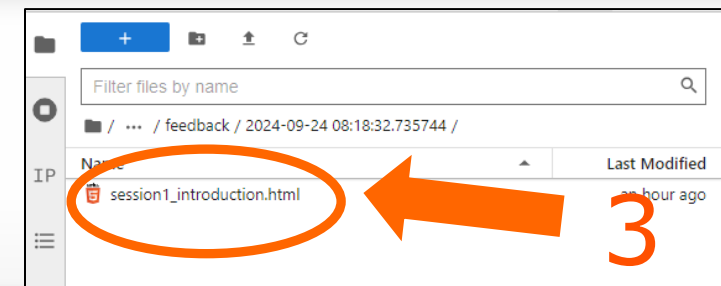 +
Filter files by name
/ ... / feedback / 2024-09-24 08:18:32.735744 /
IP
Name Last Modified
session1_introduction.html an hour ago
3